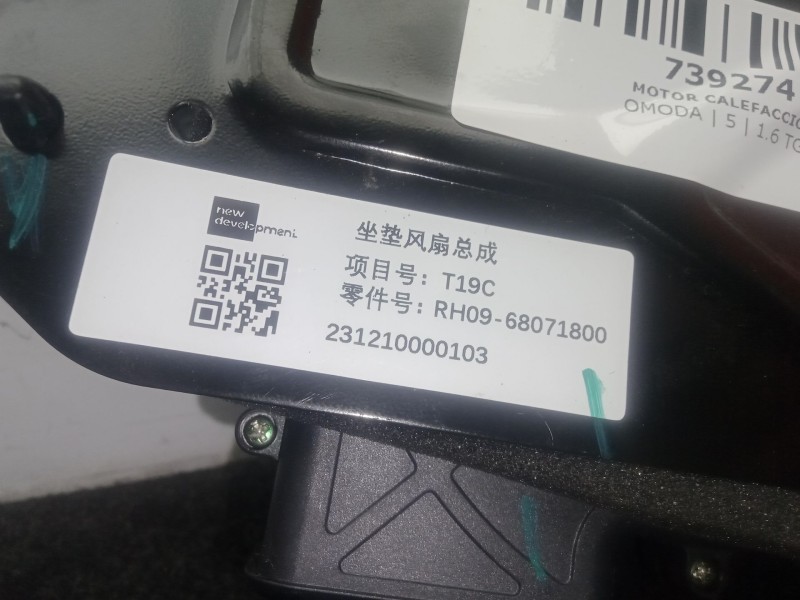 739274
MOTOR CALEFACCIO
OMODA | 5 | 1.6 TG
new
development
坐垫风扇总成
项目号：T19C
零件号：RH09-68071800
231210000103